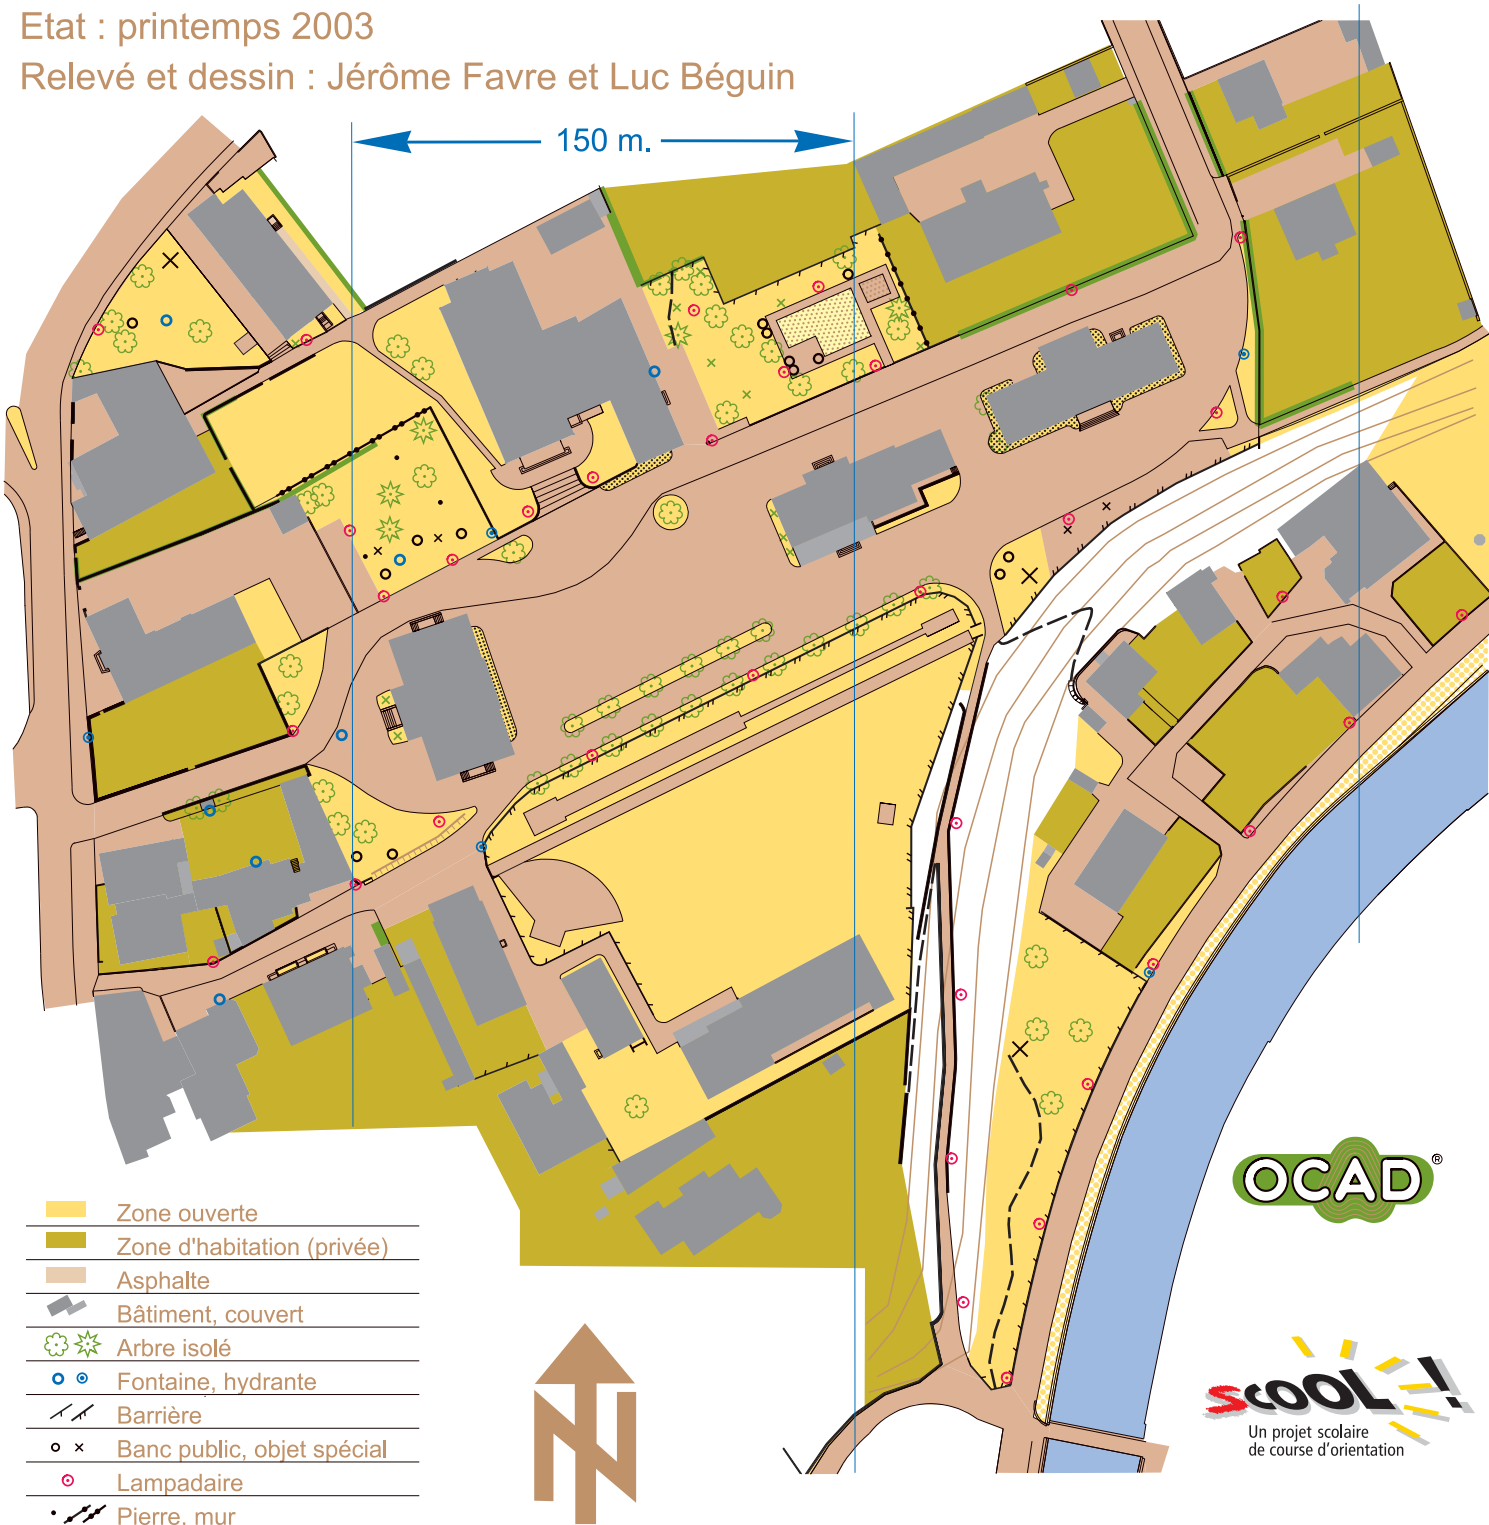 Etat : printemps 2003
Relevé et dessin : Jérôme Favre et Luc Béguin
150 m.
Zone ouverte
Zone d'habitation (privée)
Asphalte
Bâtiment, couvert
Arbre isolé
Fontaine, hydrante
Barrière
Banc public, objet spécial
Lampadaire
Pierre, mur
N
OCAD®
scOOL!
Un projet scolaire
de course d'orientation